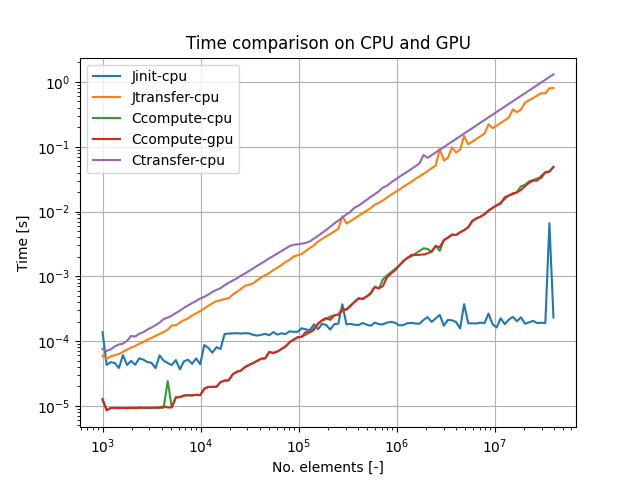 Time comparison on CPU and GPU
Jinit-cpu
Jtransfer-cpu
Ccompute-cpu
Ccompute-gpu
Ctransfer-cpu
Time [s]
10⁰
10⁻¹
10⁻²
10⁻³
10⁻⁴
10⁻⁵
10³
10⁴
10⁵
10⁶
10⁷
No. elements [-]